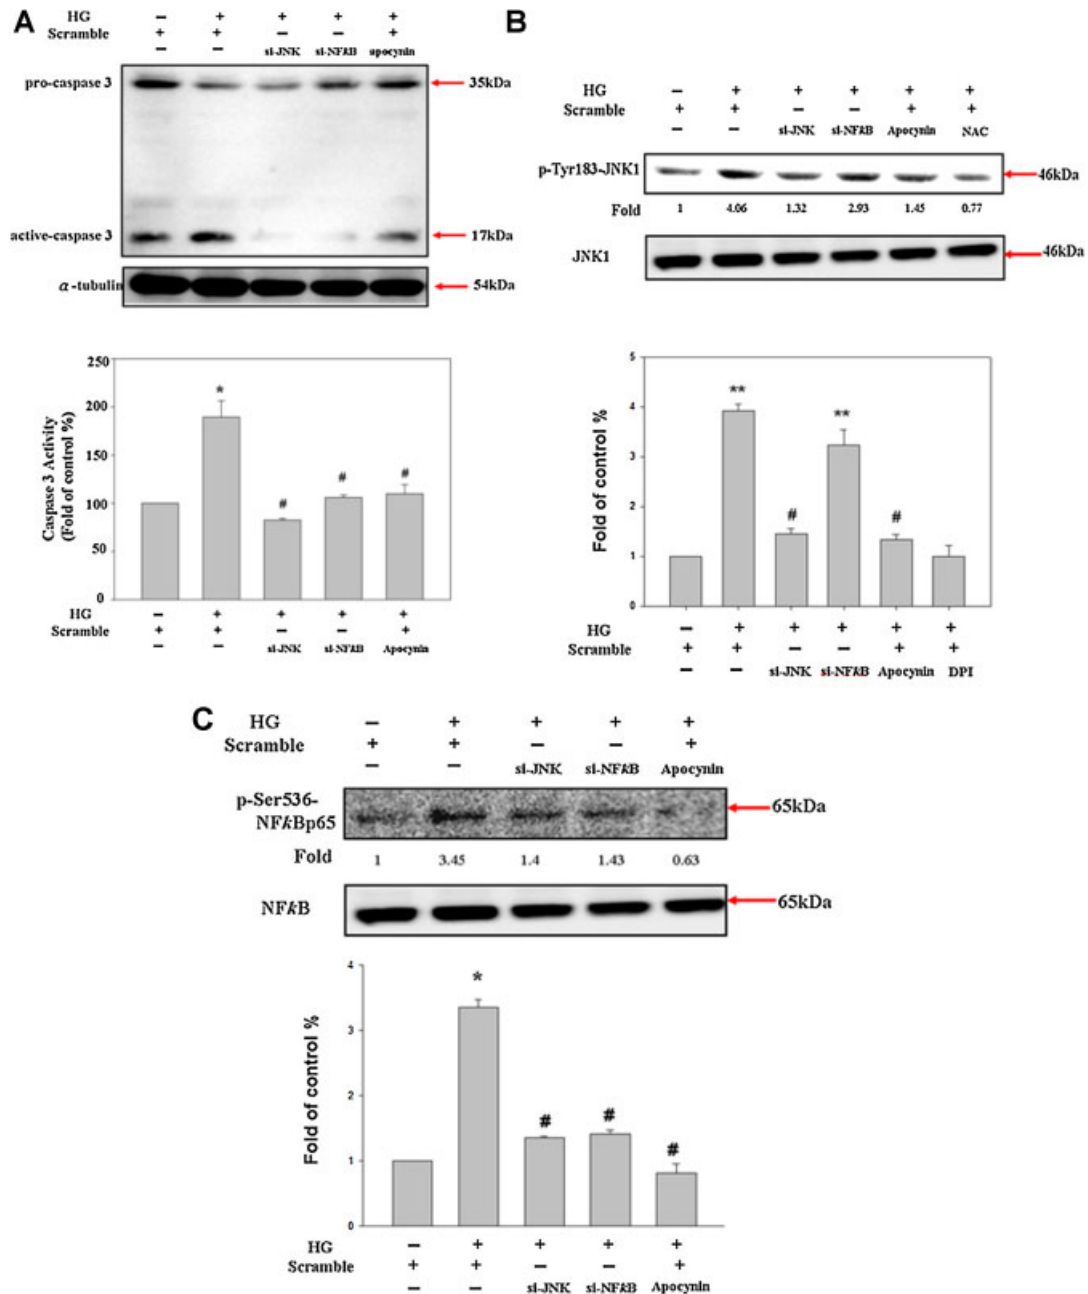 A
HG – + + + +
Scramble + + – – +
– – si-JNK si-NFkB apocynin
pro-caspase 3 35kDa
active-caspase 3 17kDa
α-tubulin 54kDa
250
200
150
100
50
0
Caspase 3 Activity
(Fold of control %)
* # # #
HG – + + + +
Scramble + + – – +
– – si-JNK si-NFkB Apocynin
B
HG – + + + + +
Scramble + + – – + +
– – si-JNK si-NFkB Apocynin NAC
p-Tyr183-JNK1 46kDa
Fold 1 4.06 1.32 2.93 1.45 0.77
JNK1 46kDa
5
4
3
2
1
0
Fold of control %
** # ** #
HG – + + + + +
Scramble + + – – + +
– – si-JNK si-NFkB Apocynin DPI
C
HG – + + + +
Scramble + + – – +
– – si-JNK si-NFkB Apocynin
p-Ser536-
NFkBp65 65kDa
Fold 1 3.45 1.4 1.43 0.63
NFkB 65kDa
4
3
2
1
0
Fold of control %
* # # #
HG – + + + +
Scramble + + – – +
– – si-JNK si-NFkB Apocynin